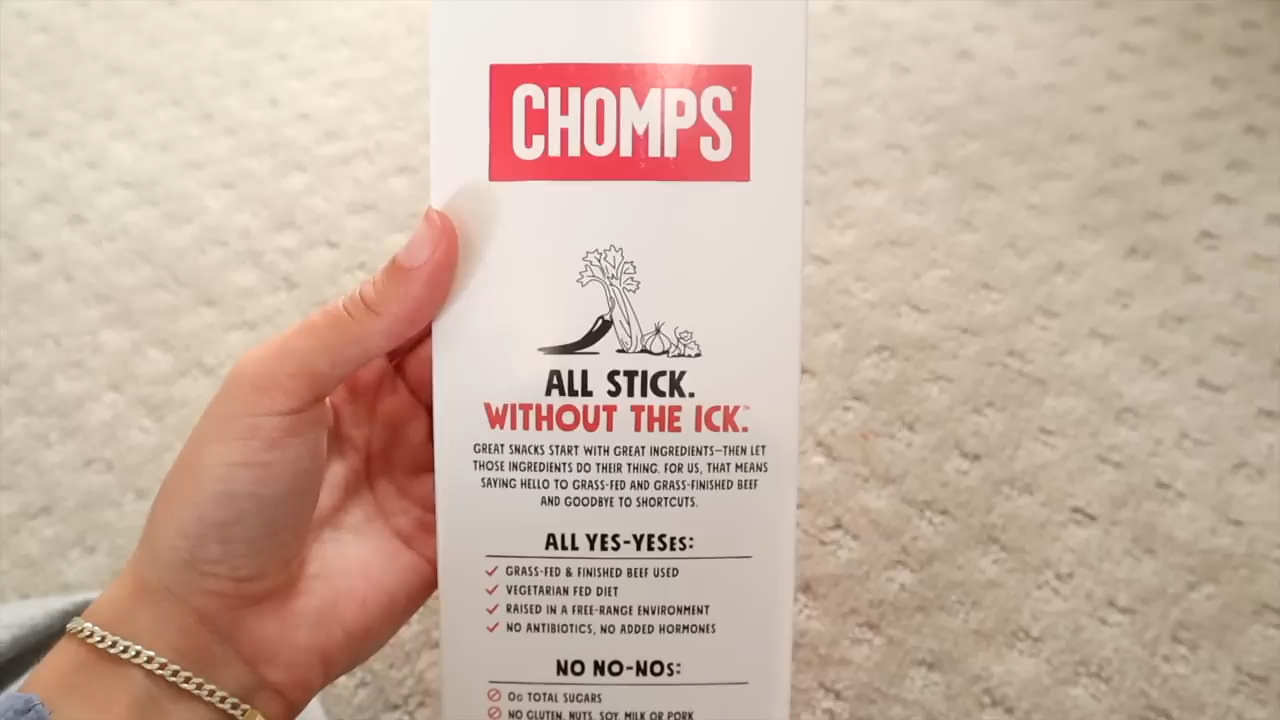 CHOMPS®
ALL STICK.
WITHOUT THE ICK.™
GREAT SNACKS START WITH GREAT INGREDIENTS—THEN LET
THOSE INGREDIENTS DO THEIR THING. FOR US, THAT MEANS
SAYING HELLO TO GRASS-FED AND GRASS-FINISHED BEEF
AND GOODBYE TO SHORTCUTS.
ALL YES-YESES:
GRASS-FED & FINISHED BEEF USED
VEGETARIAN FED DIET
RAISED IN A FREE-RANGE ENVIRONMENT
NO ANTIBIOTICS, NO ADDED HORMONES
NO NO-NOS:
0G TOTAL SUGARS
NO GLUTEN, NUTS, SOY, MILK OR PORK